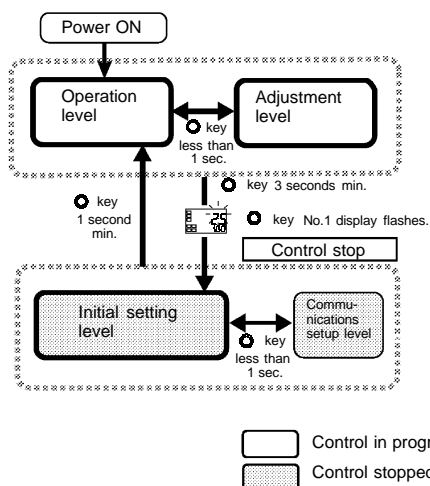 Power ON
Operation
level
Adjustment
level
key
less than
1 sec.
key 3 seconds min.
key
1 second
min.
25
100
key No.1 display flashes.
Control stop
Initial setting
level
Commu-
nications
setup level
key
less than
1 sec.
Control in progr
Control stopped